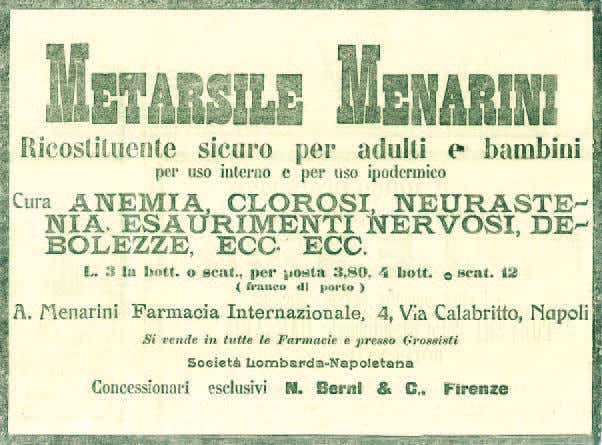 METARSILE MENARINI
Ricostituente sicuro per adulti e bambini
per uso interno e per uso ipodermico
Cura ANEMIA, CLOROSI, NEURASTE-
NIA. ESAURIMENTI NERVOSI, DE-
BOLEZZE, ECC. ECC.
L. 3 la bott. o scat., per posta 3,80. 4 bott. o scat. 12
( franco di porto )
A. Menarini Farmacia Internazionale, 4, Via Calabritto, Napoli
Si vende in tutte le Farmacie e presso Grossisti
Società Lombarda-Napoletana
Concessionari esclusivi N. Berni & C., Firenze